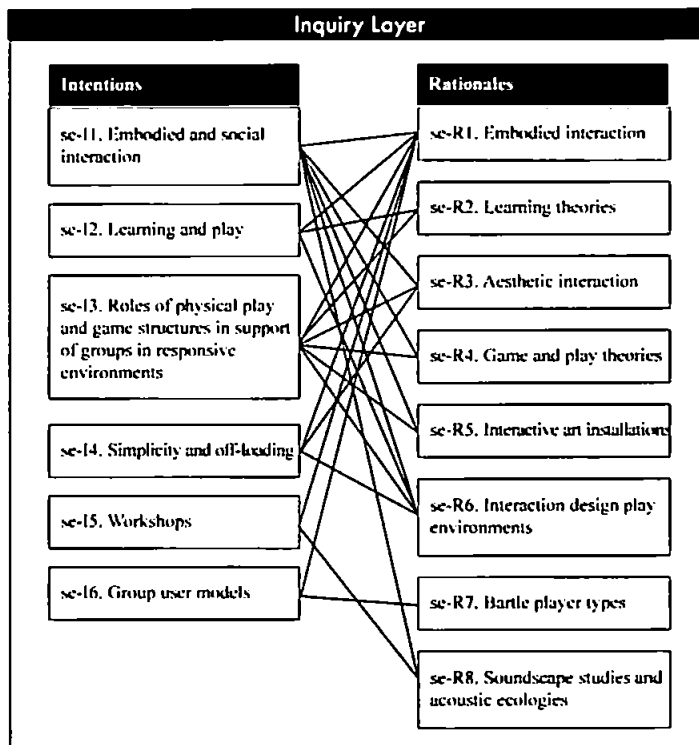 Inquiry Layer
Intentions
se-I1. Embodied and social
interaction
se-I2. Learning and play
se-I3. Roles of physical play
and game structures in support
of groups in responsive
environments
se-I4. Simplicity and off-loading
se-I5. Workshops
se-I6. Group user models
Rationales
se-R1. Embodied interaction
se-R2. Learning theories
se-R3. Aesthetic interaction
se-R4. Game and play theories
se-R5. Interactive art installations
se-R6. Interaction design play
environments
se-R7. Bartle player types
se-R8. Soundscape studies and
acoustic ecologies